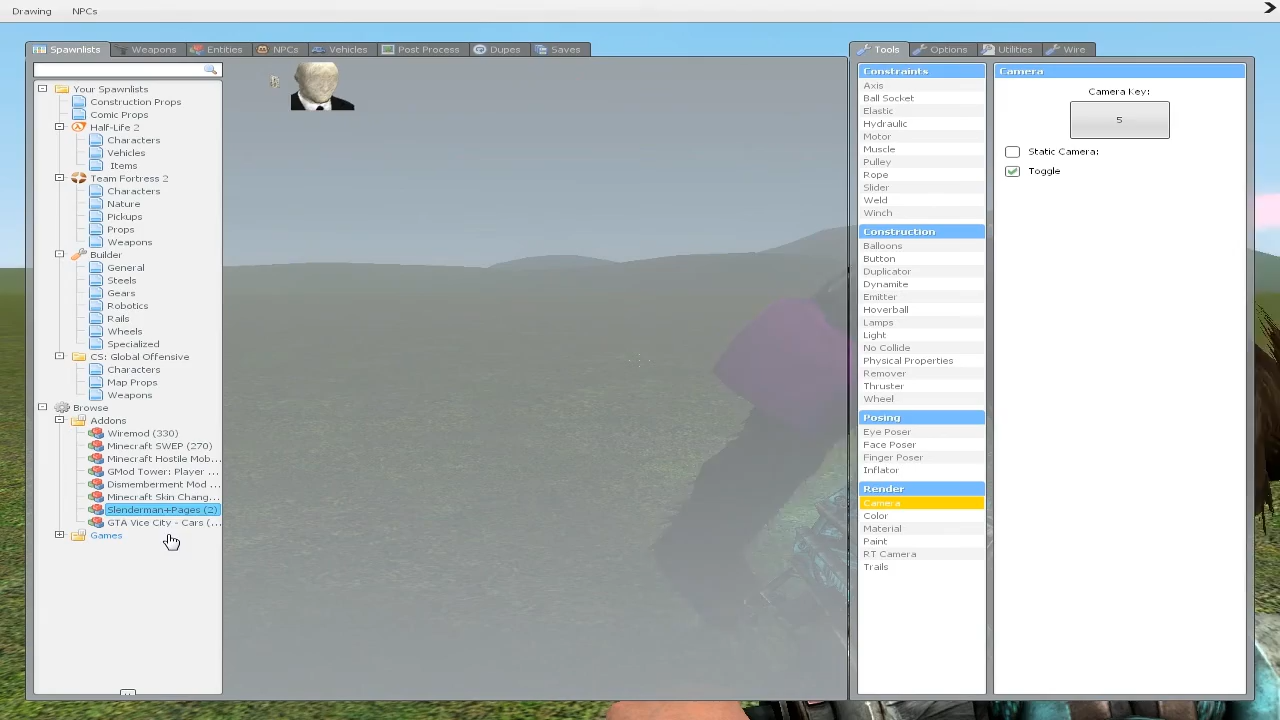 Drawing NPCs
Spawnlists Weapons Entities NPCs Vehicles Post Process Dupes Saves
Your Spawnlists
Construction Props
Comic Props
Half-Life 2
Characters
Vehicles
Items
Team Fortress 2
Characters
Nature
Pickups
Props
Weapons
Builder
General
Steels
Gears
Robotics
Rails
Wheels
Specialized
CS: Global Offensive
Characters
Map Props
Weapons
Browse
Addons
Wiremod (330)
Minecraft SWEP (270)
Minecraft Hostile Mob...
GMod Tower: Player ...
Dismemberment Mod ...
Minecraft Skin Chang...
Slenderman+Pages (2)
GTA Vice City - Cars (...
Games
Tools Options Utilities Wire
Constraints
Axis
Ball Socket
Elastic
Hydraulic
Motor
Muscle
Pulley
Rope
Slider
Weld
Winch
Construction
Balloons
Button
Duplicator
Dynamite
Emitter
Hoverball
Lamps
Light
No Collide
Physical Properties
Remover
Thruster
Wheel
Posing
Eye Poser
Face Poser
Finger Poser
Inflator
Render
Camera
Color
Material
Paint
RT Camera
Trails
Camera
Camera Key:
5
Static Camera:
Toggle